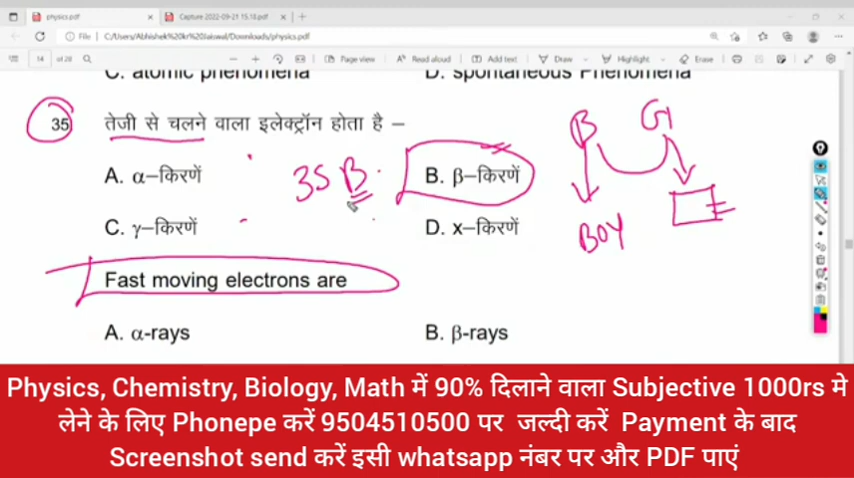 physics.pdf
Capture 2022-09-21 15.18.pdf
File C:/Users/Abhishek%20kr%20Jaiswal/Downloads/physics.pdf
14 of 28 Page view Read aloud Add text Draw Highlight Erase
C. atomic phenomena D. spontaneous Phenomena
35 तेजी से चलने वाला इलेक्ट्रॉन होता है –
B G
A. α–किरणें 35 B B. β–किरणें
C. γ–किरणें D. x–किरणें
BOY
Fast moving electrons are
A. α-rays B. β-rays
Physics, Chemistry, Biology, Math में 90% दिलाने वाला Subjective 1000rs मे
लेने के लिए Phonepe करें 9504510500 पर जल्दी करें Payment के बाद
Screenshot send करें इसी whatsapp नंबर पर और PDF पाएं